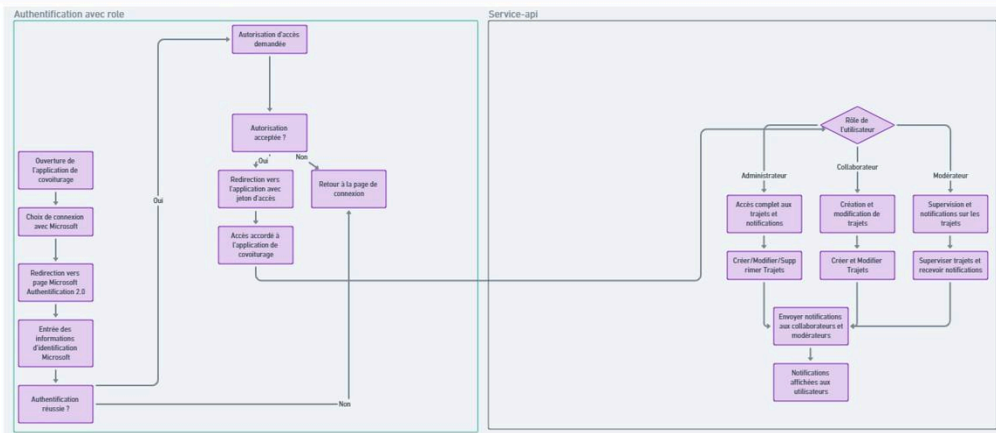 Authentification avec role
Autorisation d'accès
demandée
Autorisation
acceptée ?
Oui
Non
Ouverture de
l'application de
covoiturage
Redirection vers
l'application avec
jeton d'accès
Retour à la page de
connexion
Oui
Choix de connexion
avec Microsoft
Accès accordé à
l'application de
covoiturage
Redirection vers
page Microsoft
Authentification 2.0
Entrée des
informations
d'identification
Microsoft
Authentification
réussie ?
Non
Service-api
Rôle de
l'utilisateur
Administrateur
Collaborateur
Modérateur
Accès complet aux
trajets et
notifications
Création et
modification de
trajets
Supervision et
notifications sur les
trajets
Créer/Modifier/Supp
rimer Trajets
Créer et Modifier
Trajets
Superviser trajets et
recevoir notifications
Envoyer notifications
aux collaborateurs et
modérateurs
Notifications
affichées aux
utilisateurs